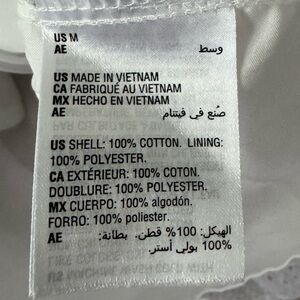 US M
AE وسط
US MADE IN VIETNAM
CA FABRIQUÉ AU VIETNAM
MX HECHO EN VIETNAM
AE صُنع في فيتنام
US SHELL: 100% COTTON. LINING:
100% POLYESTER.
CA EXTÉRIEUR: 100% COTON.
DOUBLURE: 100% POLYESTER.
MX CUERPO: 100% algodón.
FORRO: 100% poliester.
AE الهيكل: 100% قطن. بطانة:
100% بولي أستر.